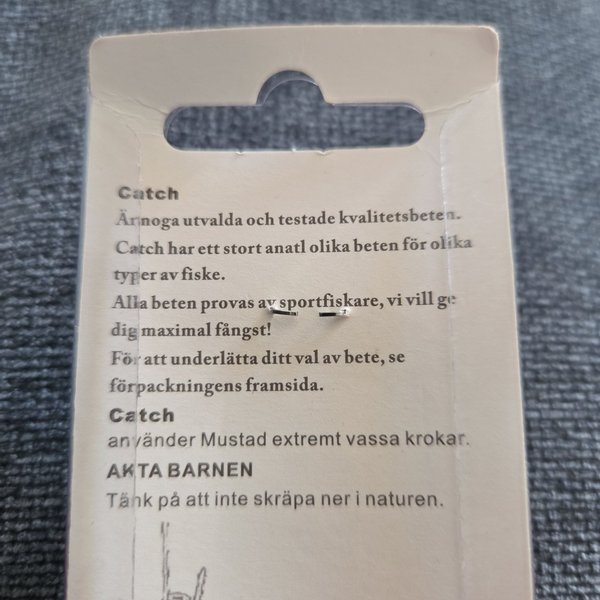 Catch
Är noga utvalda och testade kvalitetsbeten.
Catch har ett stort anatl olika beten för olika
typer av fiske.
Alla beten provas av sportfiskare, vi vill ge
dig maximal fångst!
För att underlätta ditt val av bete, se
förpackningens framsida.
Catch
använder Mustad extremt vassa krokar.
AKTA BARNEN
Tänk på att inte skräpa ner i naturen.